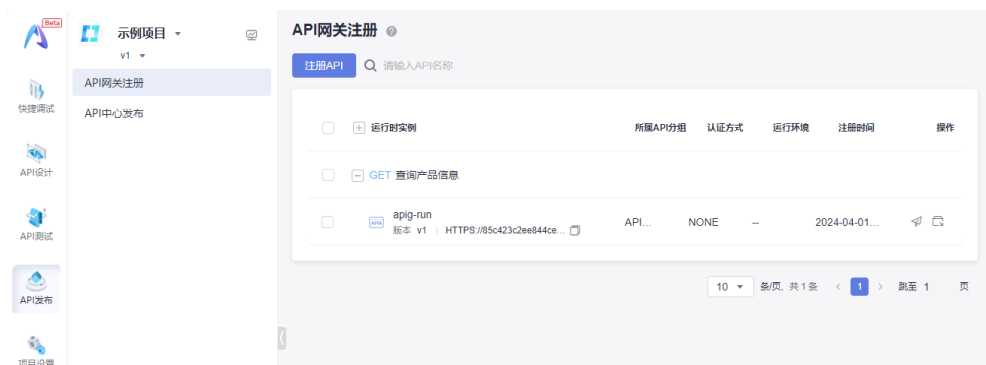 Beta
示例项目
v1
快捷调试
API设计
API测试
API发布
项目设置
API网关注册
API中心发布
API网关注册
注册API
请输入API名称
运行时实例 所属API分组 认证方式 运行环境 注册时间 操作
GET 查询产品信息
apig-run API... NONE -- 2024-04-01...
版本 v1 HTTPS://85c423c2ee844ce...
10 条/页, 共 1 条 1 跳至 1 页